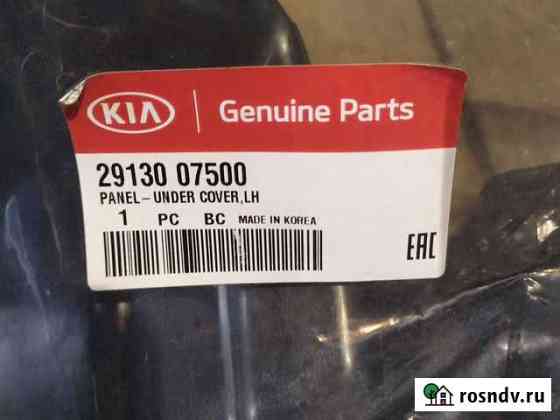 KIA Genuine Parts
29130 07500
PANEL-UNDER COVER,LH
1 PC BC MADE IN KOREA
EAC
rosndv.ru